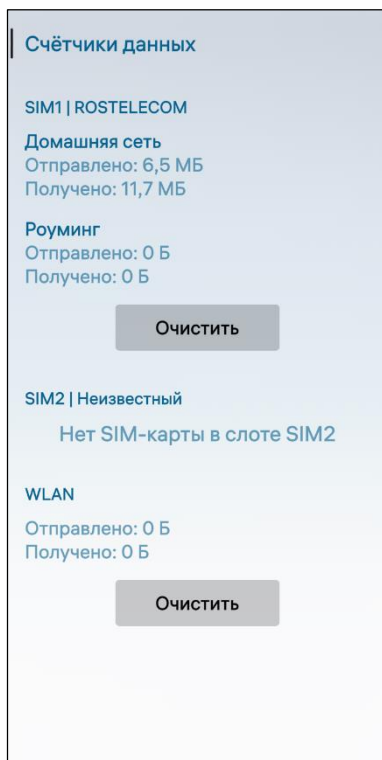 Счётчики данных
SIM1 | ROSTELECOM
Домашняя сеть
Отправлено: 6,5 МБ
Получено: 11,7 МБ
Роуминг
Отправлено: 0 Б
Получено: 0 Б
Очистить
SIM2 | Неизвестный
Нет SIM-карты в слоте SIM2
WLAN
Отправлено: 0 Б
Получено: 0 Б
Очистить